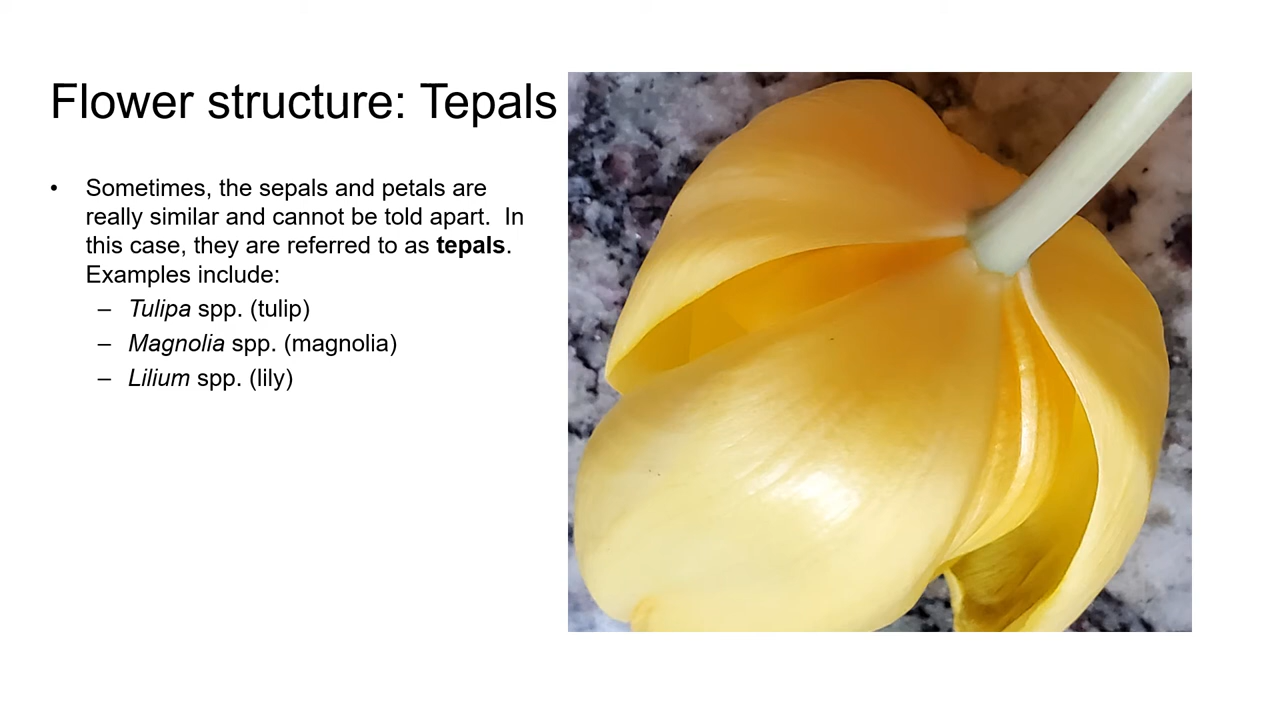 Flower structure: Tepals
• Sometimes, the sepals and petals are
really similar and cannot be told apart.  In
this case, they are referred to as tepals.
Examples include:
– Tulipa spp. (tulip)
– Magnolia spp. (magnolia)
– Lilium spp. (lily)